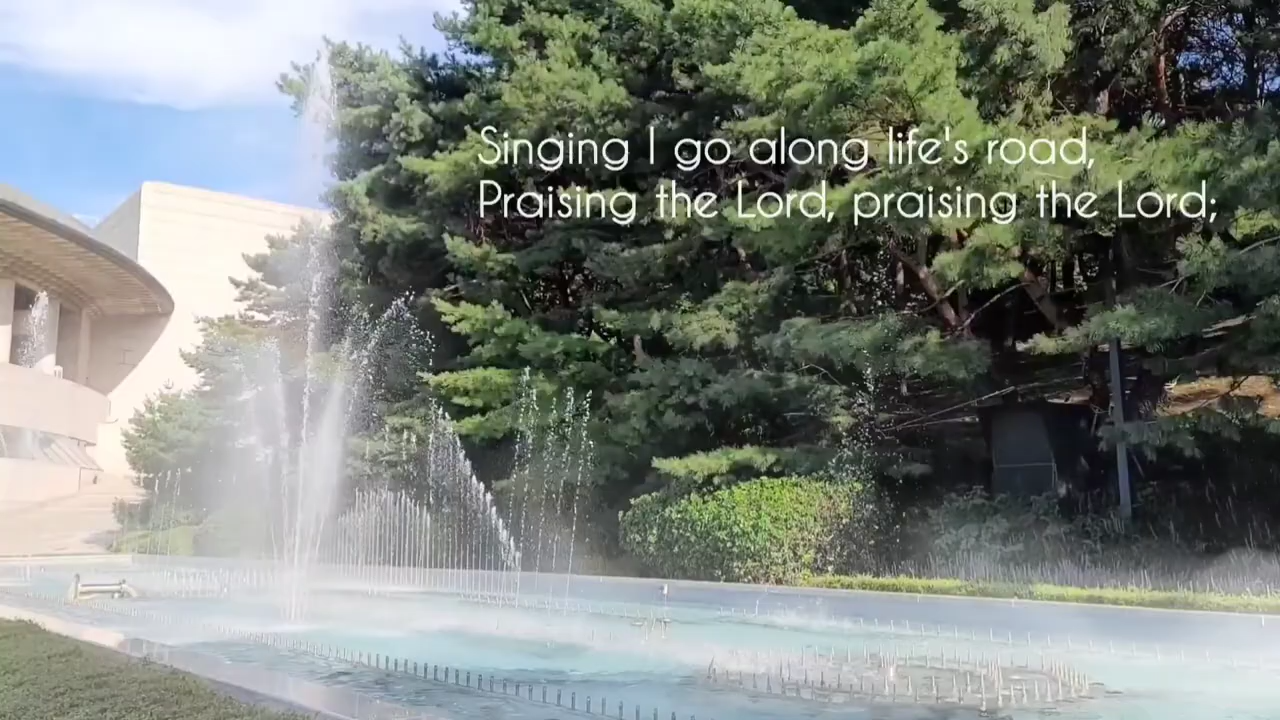 Singing I go along life's road,
Praising the Lord, praising the Lord;